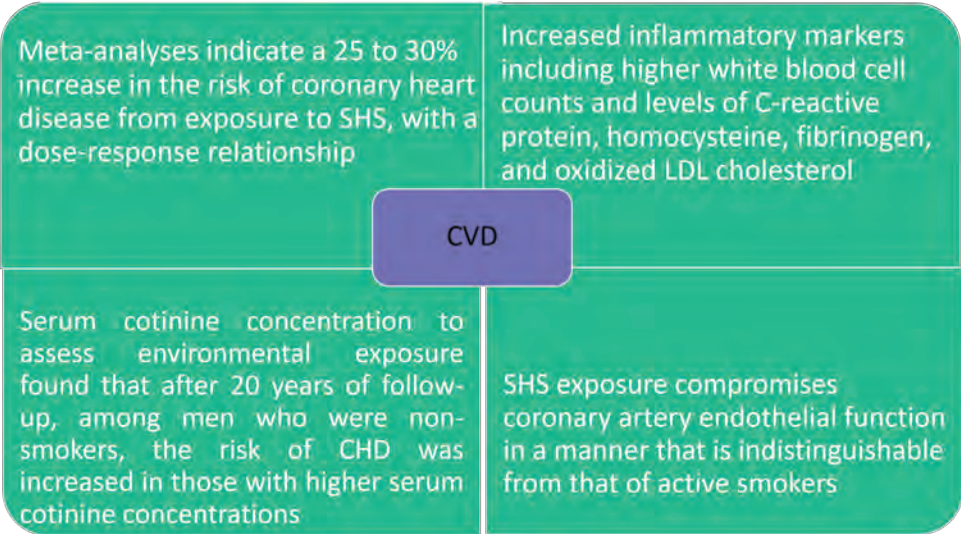 Meta-analyses indicate a 25 to 30%
increase in the risk of coronary heart
disease from exposure to SHS, with a
dose-response relationship
Increased inflammatory markers
including higher white blood cell
counts and levels of C-reactive
protein, homocysteine, fibrinogen,
and oxidized LDL cholesterol
CVD
Serum cotinine concentration to
assess environmental exposure
found that after 20 years of follow-
up, among men who were non-
smokers, the risk of CHD was
increased in those with higher serum
cotinine concentrations
SHS exposure compromises
coronary artery endothelial function
in a manner that is indistinguishable
from that of active smokers